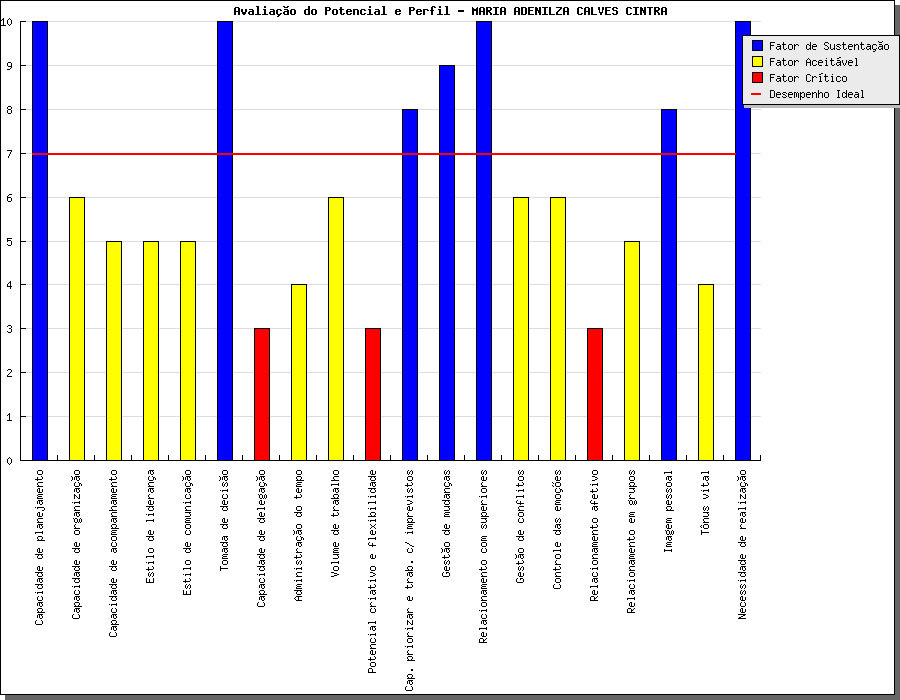 Avaliação do Potencial e Perfil - MARIA ADENILZA CALVES CINTRA
Fator de Sustentação
Fator Aceitável
Fator Crítico
Desempenho Ideal
10
9
8
7
6
5
4
3
2
1
0
Capacidade de planejamento
Capacidade de organização
Capacidade de acompanhamento
Estilo de liderança
Estilo de comunicação
Tomada de decisão
Capacidade de delegação
Administração do tempo
Volume de trabalho
Potencial criativo e flexibilidade
Cap. priorizar e trab. c/ imprevistos
Gestão de mudanças
Relacionamento com superiores
Gestão de conflitos
Controle das emoções
Relacionamento afetivo
Relacionamento em grupos
Imagem pessoal
Tônus vital
Necessidade de realização